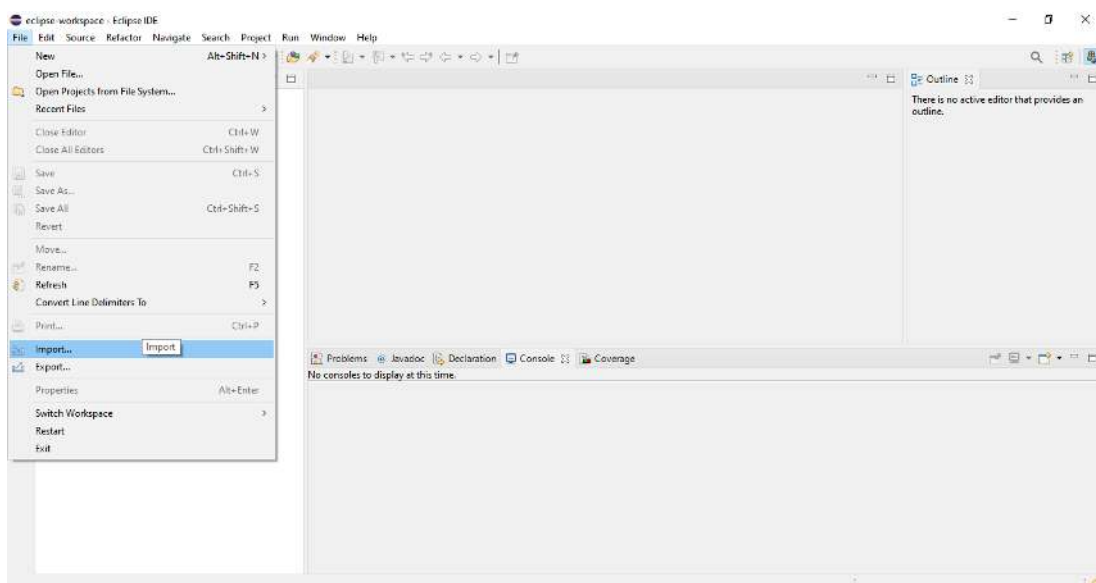 eclipse-workspace - Eclipse IDE
File Edit Source Refactor Navigate Search Project Run Window Help
New Alt+Shift+N >
Open File...
Open Projects from File System...
Recent Files >
Close Editor Ctrl+W
Close All Editors Ctrl+Shift+W
Save Ctrl+S
Save As...
Save All Ctrl+Shift+S
Revert
Move...
Rename... F2
Refresh F5
Convert Line Delimiters To >
Print... Ctrl+P
Import... Import
Export...
Properties Alt+Enter
Switch Workspace >
Restart
Exit
Outline
There is no active editor that provides an
outline.
Problems Javadoc Declaration Console Coverage
No consoles to display at this time.